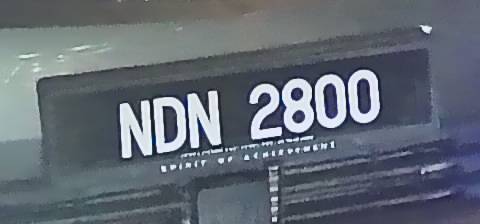 NDN 2800
SPIRIT OF ACHIEVEMENT